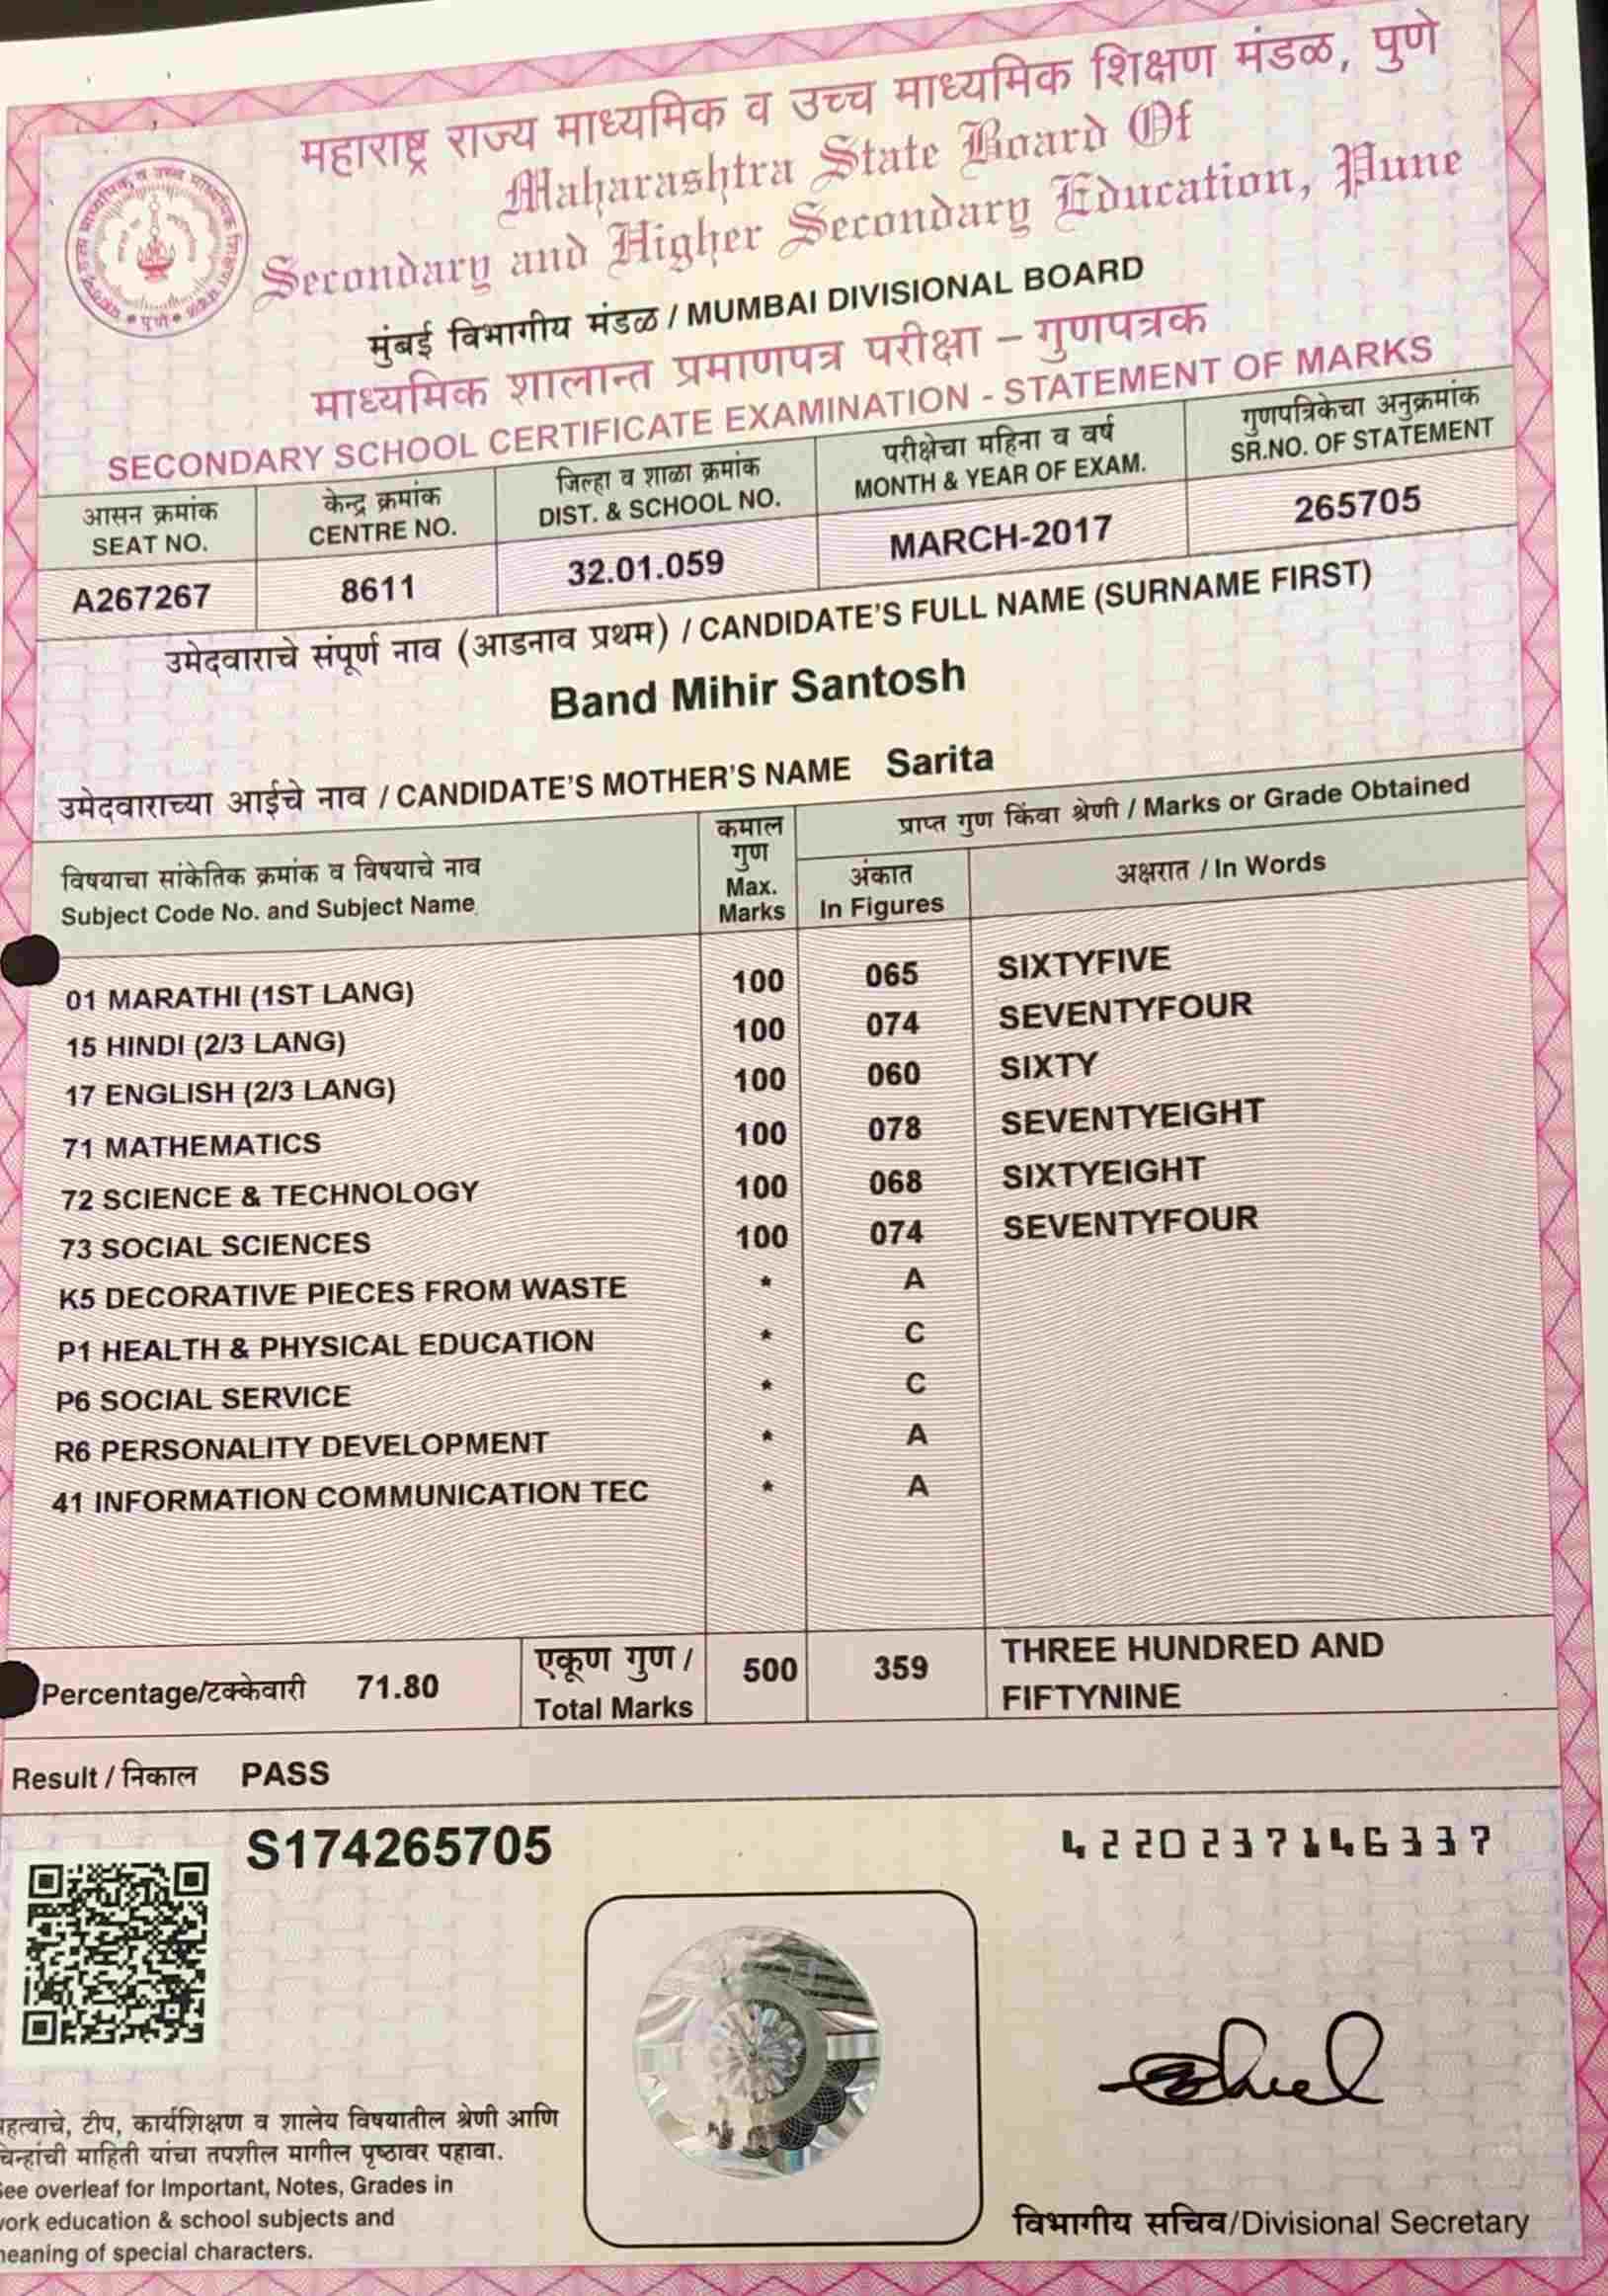 महाराष्ट्र राज्य माध्यमिक व उच्च माध्यमिक शिक्षण मंडळ, पुणे
Maharashtra State Board Of
Secondary and Higher Secondary Education, Pune
मुंबई विभागीय मंडळ / MUMBAI DIVISIONAL BOARD
माध्यमिक शालान्त प्रमाणपत्र परीक्षा – गुणपत्रक
SECONDARY SCHOOL CERTIFICATE EXAMINATION - STATEMENT OF MARKS
आसन क्रमांक केन्द्र क्रमांक जिल्हा व शाळा क्रमांक परीक्षेचा महिना व वर्ष गुणपत्रिकेचा अनुक्रमांक
SEAT NO. CENTRE NO. DIST. & SCHOOL NO. MONTH & YEAR OF EXAM. SR.NO. OF STATEMENT
A267267 8611 32.01.059 MARCH-2017 265705
उमेदवाराचे संपूर्ण नाव (आडनाव प्रथम) / CANDIDATE'S FULL NAME (SURNAME FIRST)
Band Mihir Santosh
उमेदवाराच्या आईचे नाव / CANDIDATE'S MOTHER'S NAME Sarita
विषयाचा सांकेतिक क्रमांक व विषयाचे नाव
Subject Code No. and Subject Name
कमाल
गुण
Max.
Marks
प्राप्त गुण किंवा श्रेणी / Marks or Grade Obtained
अंकात
In Figures
अक्षरात / In Words
01 MARATHI (1ST LANG) 100 065 SIXTYFIVE
15 HINDI (2/3 LANG) 100 074 SEVENTYFOUR
17 ENGLISH (2/3 LANG) 100 060 SIXTY
71 MATHEMATICS 100 078 SEVENTYEIGHT
72 SCIENCE & TECHNOLOGY 100 068 SIXTYEIGHT
73 SOCIAL SCIENCES 100 074 SEVENTYFOUR
K5 DECORATIVE PIECES FROM WASTE * A
P1 HEALTH & PHYSICAL EDUCATION * C
P6 SOCIAL SERVICE * C
R6 PERSONALITY DEVELOPMENT * A
41 INFORMATION COMMUNICATION TEC * A
Percentage/टक्केवारी 71.80
एकूण गुण /
Total Marks
500 359
THREE HUNDRED AND
FIFTYNINE
Result / निकाल PASS
S174265705
4220237146337
हत्वाचे, टीप, कार्यशिक्षण व शालेय विषयातील श्रेणी आणि
चिन्हांची माहिती यांचा तपशील मागील पृष्ठावर पहावा.
See overleaf for Important, Notes, Grades in
work education & school subjects and
meaning of special characters.
विभागीय सचिव/Divisional Secretary